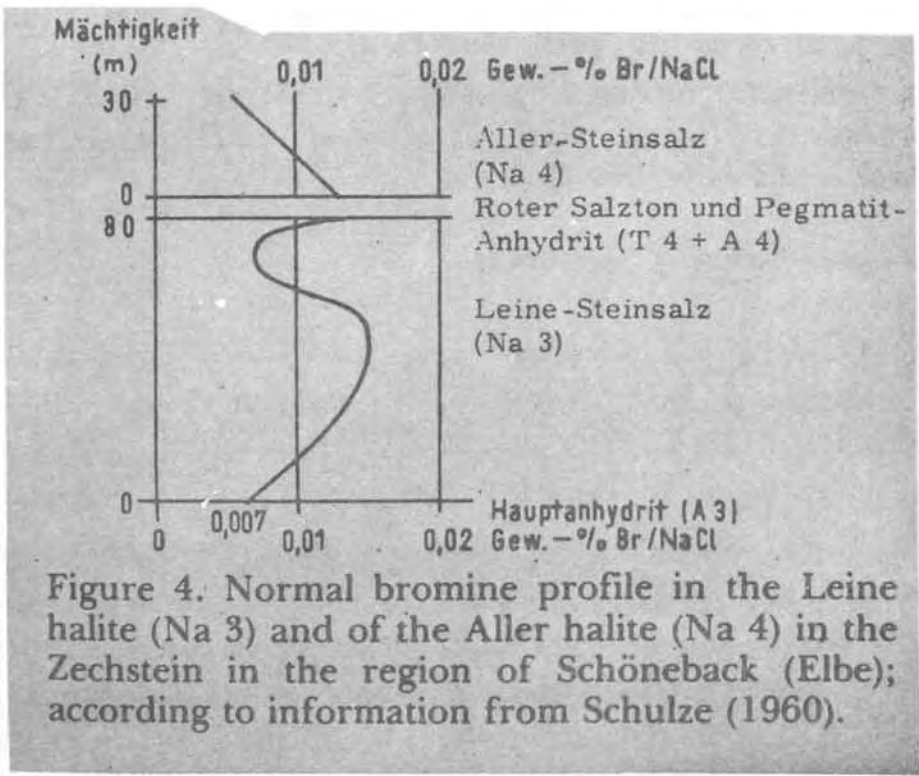 Mächtigkeit
(m)
0,01 0,02 Gew.-% Br/NaCl
30
Aller-Steinsalz
(Na 4)
0
Roter Salzton und Pegmatit-
80
Anhydrit (T 4 + A 4)
Leine-Steinsalz
(Na 3)
0
0,007 Hauptanhydrit (A 3)
0 0,01 0,02 Gew.-% Br/NaCl
Figure 4. Normal bromine profile in the Leine
halite (Na 3) and of the Aller halite (Na 4) in the
Zechstein in the region of Schöneback (Elbe);
according to information from Schulze (1960).